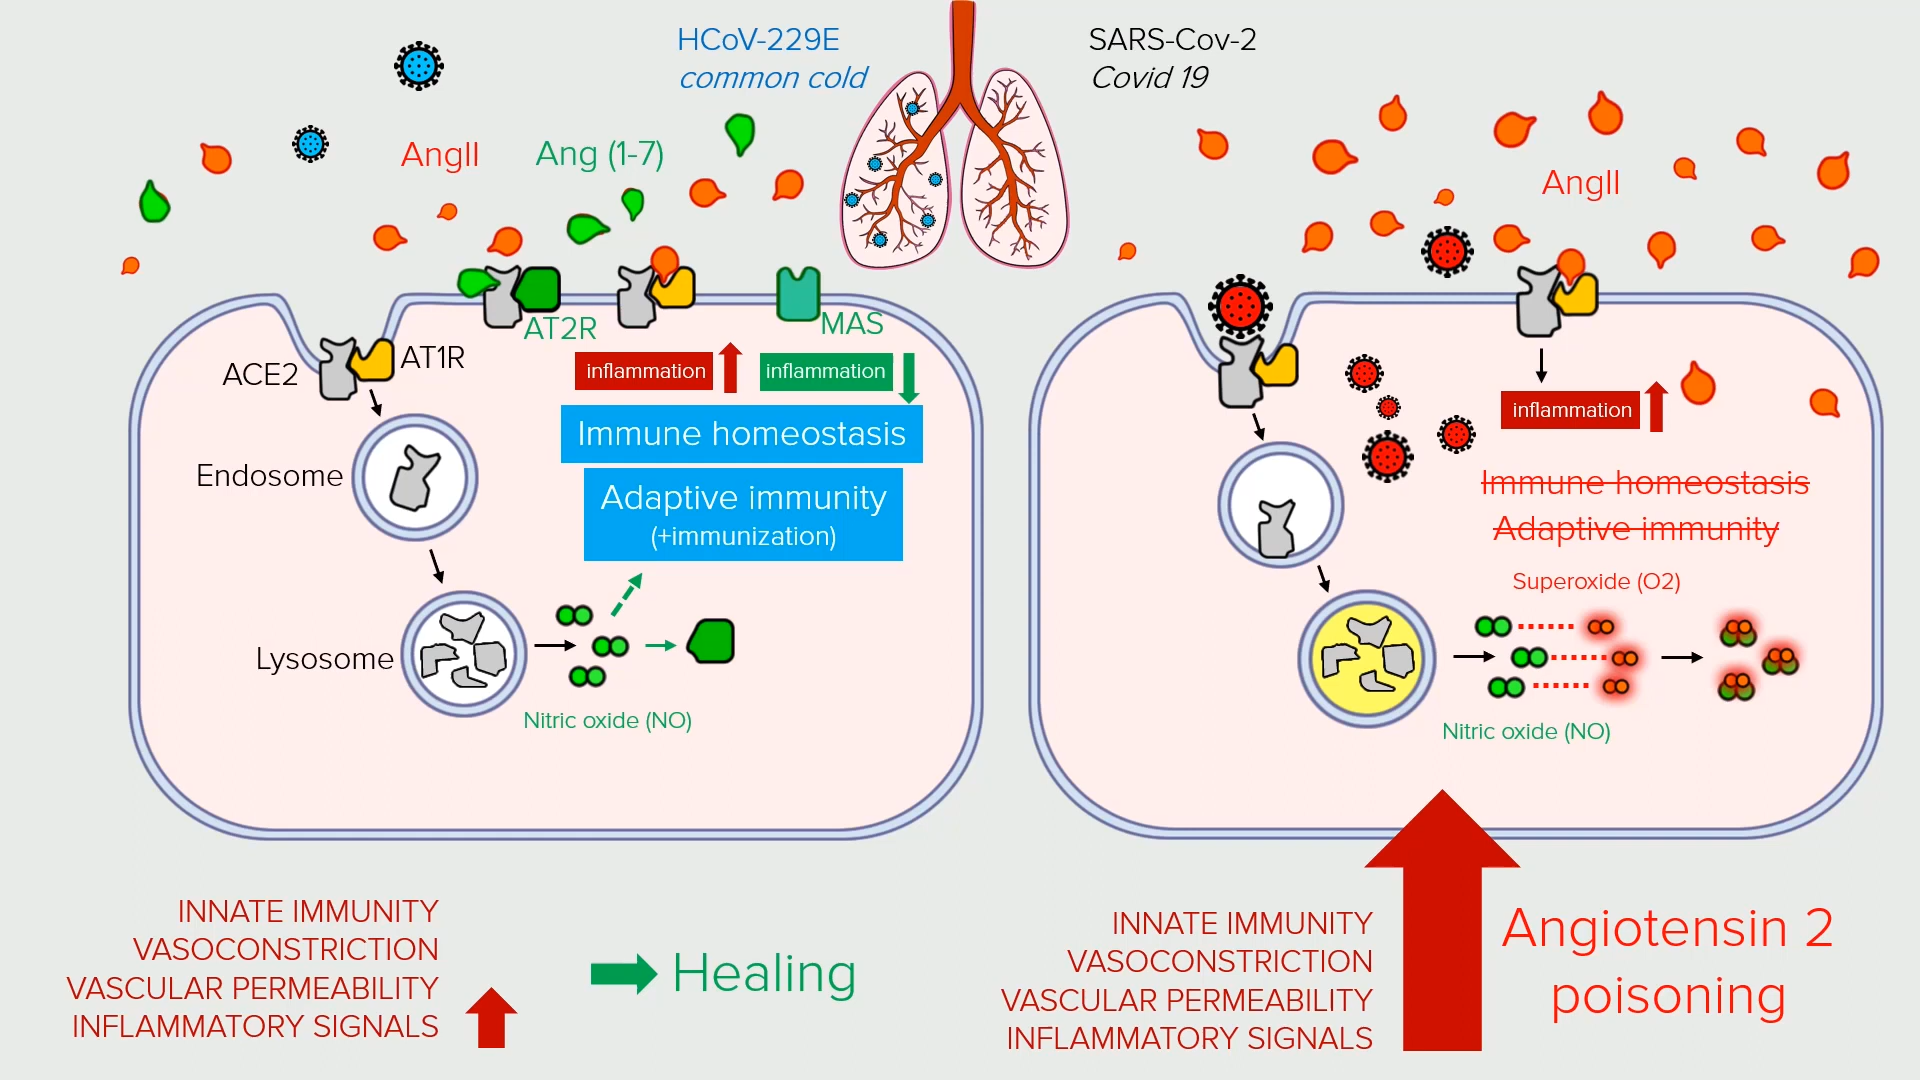 HCoV-229E
common cold
SARS-Cov-2
Covid 19
AngII
Ang (1-7)
AngII
AT2R
MAS
ACE2
AT1R
inflammation
inflammation
Immune homeostasis
Adaptive immunity
(+immunization)
Endosome
Lysosome
Nitric oxide (NO)
inflammation
Immune homeostasis
Adaptive immunity
Superoxide (O2)
Nitric oxide (NO)
INNATE IMMUNITY
VASOCONSTRICTION
VASCULAR PERMEABILITY
INFLAMMATORY SIGNALS
Healing
INNATE IMMUNITY
VASOCONSTRICTION
VASCULAR PERMEABILITY
INFLAMMATORY SIGNALS
Angiotensin 2
poisoning